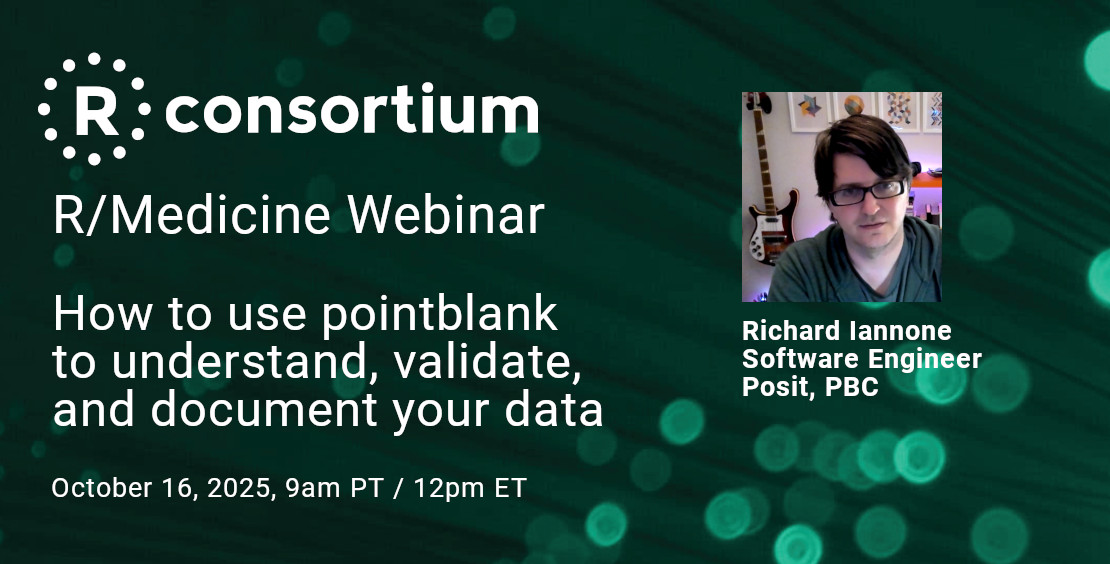 R consortium
R/Medicine Webinar
How to use pointblank
to understand, validate,
and document your data
October 16, 2025, 9am PT / 12pm ET
Richard Iannone
Software Engineer
Posit, PBC